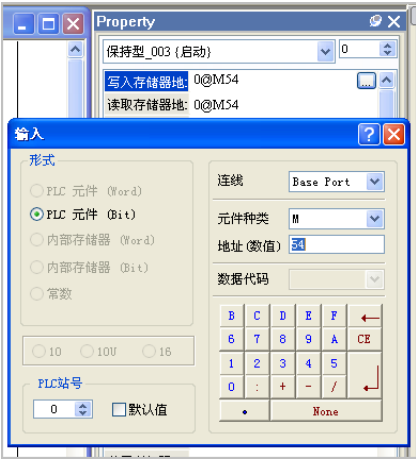 Property
保持型_003 {启动}
0
写入存储器地:
0@M54
...
读取存储器地:
0@M54
输入
形式
PLC 元件 (Word)
PLC 元件 (Bit)
内部存储器 (Word)
内部存储器 (Bit)
常数
10 10U 16
PLC站号
0
默认值
连线
Base Port
元件种类
M
地址(数值)
54
数据代码
B C D E F ←
6 7 8 9 A CE
1 2 3 4 5
0 : + - /
• None